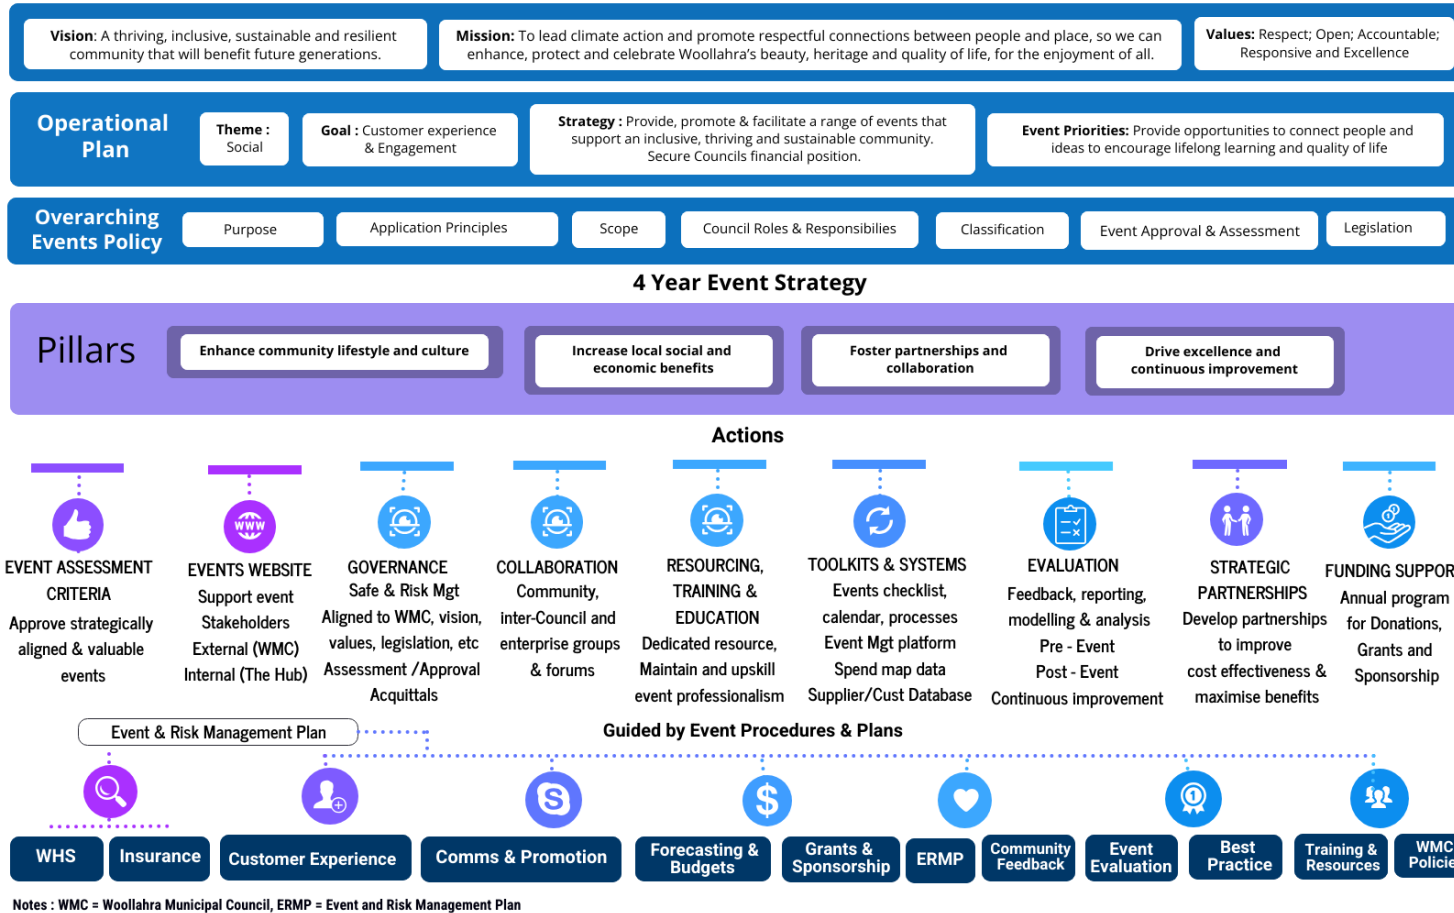 Vision: A thriving, inclusive, sustainable and resilient
community that will benefit future generations.
Mission: To lead climate action and promote respectful connections between people and place, so we can
enhance, protect and celebrate Woollahra's beauty, heritage and quality of life, for the enjoyment of all.
Values: Respect; Open; Accountable;
Responsive and Excellence
Operational
Plan
Theme :
Social
Goal : Customer experience
& Engagement
Strategy : Provide, promote & facilitate a range of events that
support an inclusive, thriving and sustainable community.
Secure Councils financial position.
Event Priorities: Provide opportunities to connect people and
ideas to encourage lifelong learning and quality of life
Overarching
Events Policy
Purpose
Application Principles
Scope
Council Roles & Responsibilies
Classification
Event Approval & Assessment
Legislation
4 Year Event Strategy
Pillars
Enhance community lifestyle and culture
Increase local social and
economic benefits
Foster partnerships and
collaboration
Drive excellence and
continuous improvement
Actions
EVENT ASSESSMENT
CRITERIA
Approve strategically
aligned & valuable
events
WWW
EVENTS WEBSITE
Support event
Stakeholders
External (WMC)
Internal (The Hub)
GOVERNANCE
Safe & Risk Mgt
Aligned to WMC, vision,
values, legislation, etc
Assessment /Approval
Acquittals
COLLABORATION
Community,
inter-Council and
enterprise groups
& forums
RESOURCING,
TRAINING &
EDUCATION
Dedicated resource,
Maintain and upskill
event professionalism
TOOLKITS & SYSTEMS
Events checklist,
calendar, processes
Event Mgt platform
Spend map data
Supplier/Cust Database
EVALUATION
Feedback, reporting,
modelling & analysis
Pre - Event
Post - Event
Continuous improvement
STRATEGIC
PARTNERSHIPS
Develop partnerships
to improve
cost effectiveness &
maximise benefits
FUNDING SUPPOR
Annual program
for Donations,
Grants and
Sponsorship
Event & Risk Management Plan
Guided by Event Procedures & Plans
S
$
1
WHS
Insurance
Customer Experience
Comms & Promotion
Forecasting &
Budgets
Grants &
Sponsorship
ERMP
Community
Feedback
Event
Evaluation
Best
Practice
Training &
Resources
WMC
Policie
Notes : WMC = Woollahra Municipal Council, ERMP = Event and Risk Management Plan